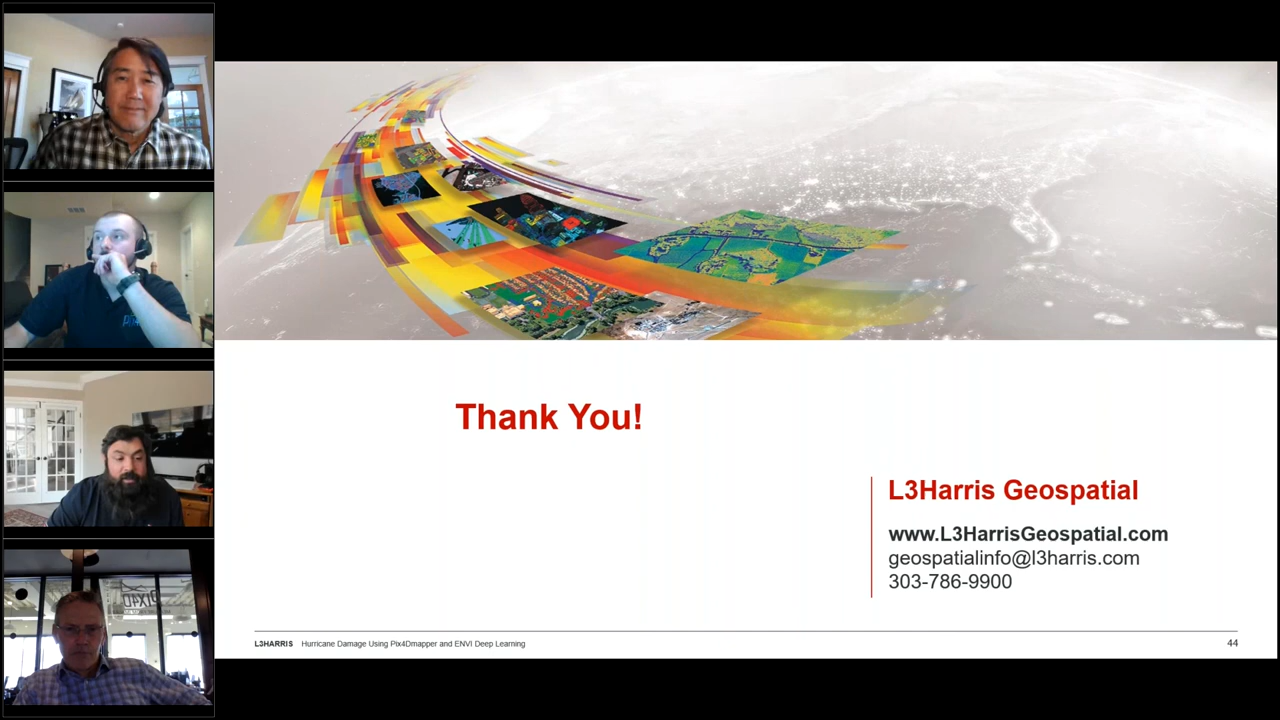 Thank You!
L3Harris Geospatial
www.L3HarrisGeospatial.com
geospatialinfo@l3harris.com
303-786-9900
L3HARRIS Hurricane Damage Using Pix4Dmapper and ENVI Deep Learning
44